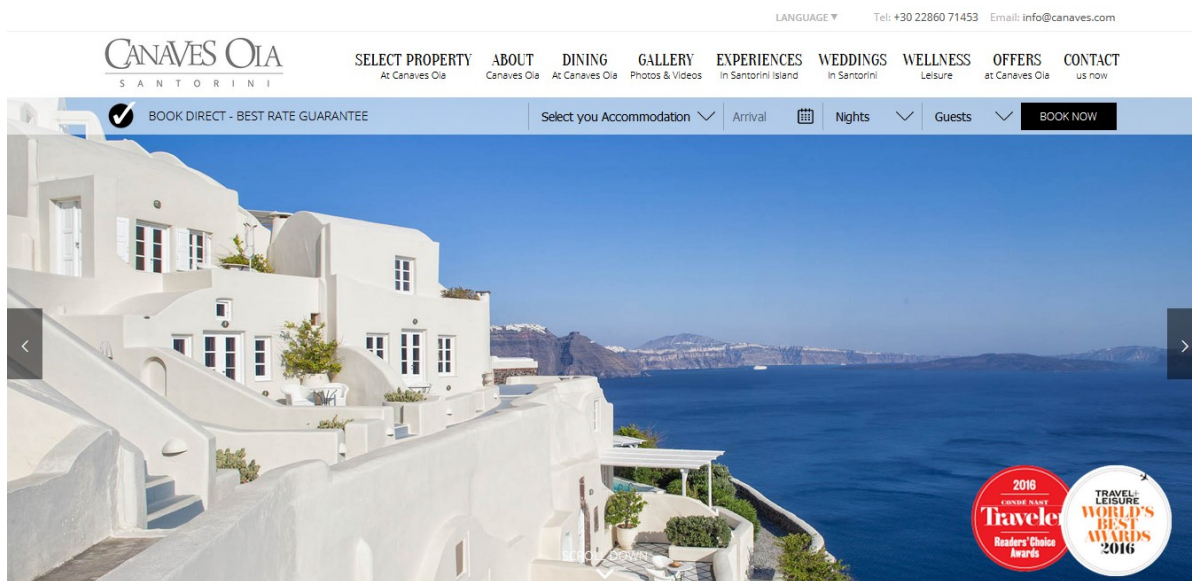 LANGUAGE ▼ Tel: +30 22860 71453 Email: info@canaves.com
CANAVES OIA
SANTORINI
SELECT PROPERTY
At Canaves Oia
ABOUT
Canaves Oia
DINING
At Canaves Oia
GALLERY
Photos & Videos
EXPERIENCES
In Santorini Island
WEDDINGS
In Santorini
WELLNESS
Leisure
OFFERS
at Canaves Oia
CONTACT
us now
BOOK DIRECT - BEST RATE GUARANTEE
Select you Accommodation
Arrival
Nights
Guests
BOOK NOW
2016
CONDÉ NAST
Traveler
Readers' Choice
Awards
TRAVEL+
LEISURE
WORLD'S
BEST
AWARDS
2016
SCROLL DOWN